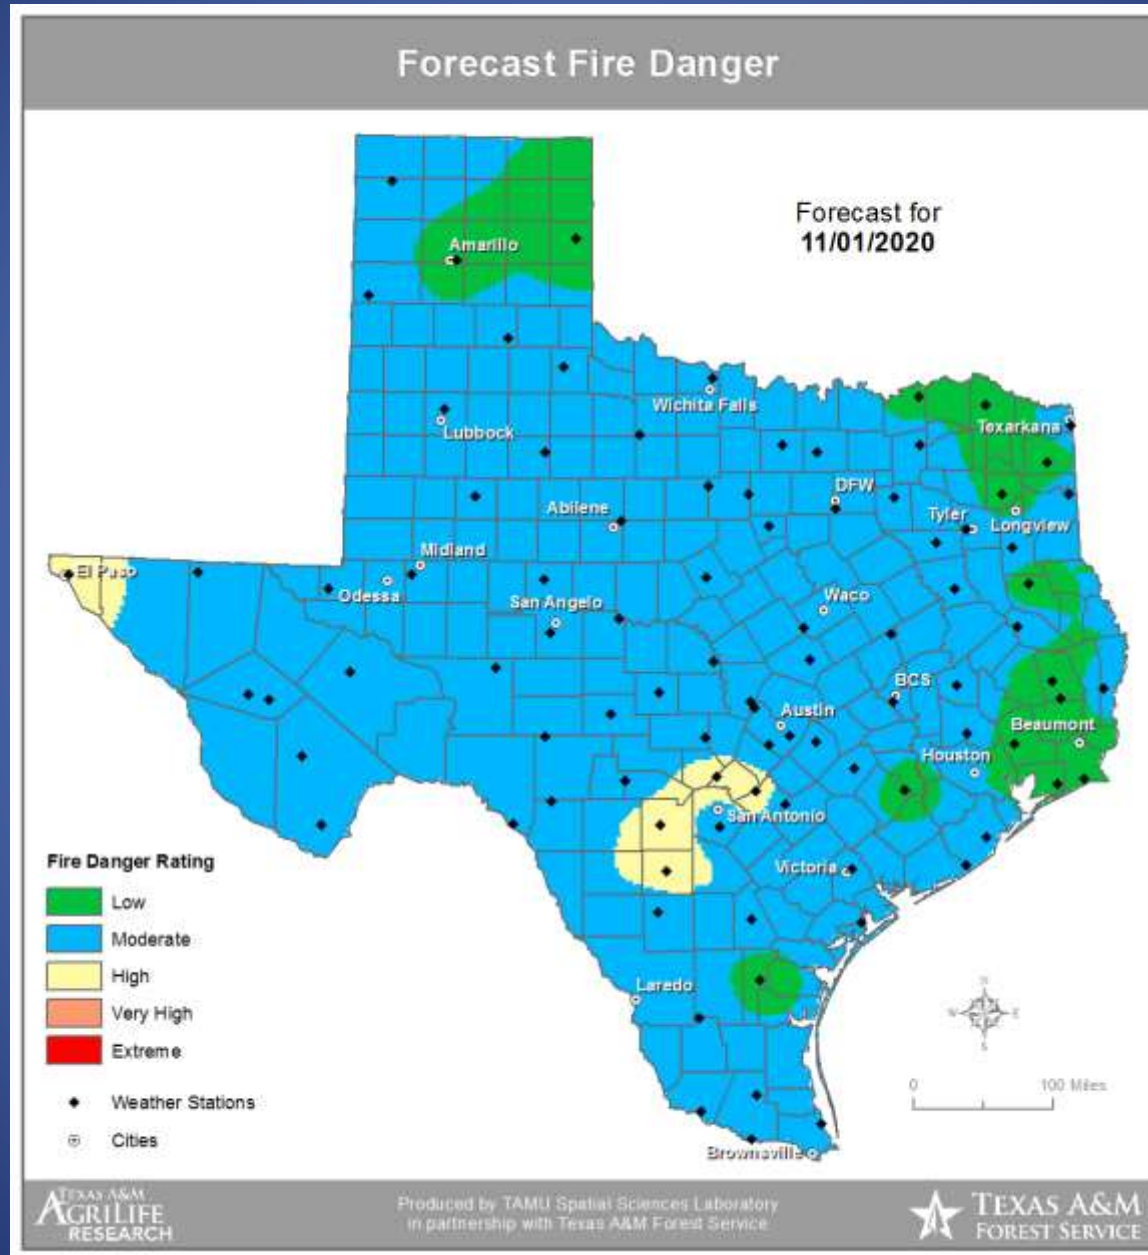 Forecast Fire Danger
Forecast for
11/01/2020
Amarillo
Wichita Falls
Lubbock
Texarkana
DFW
Abilene
Tyler
Longview
Midland
El Paso
Odessa
San Angelo
Waco
BCS
Austin
Beaumont
Houston
San Antonio
Victoria
Laredo
Brownsville
Fire Danger Rating
Low
Moderate
High
Very High
Extreme
Weather Stations
Cities
N
W E
S
0 100 Miles
TEXAS A&M
AGRILIFE
RESEARCH
Produced by TAMU Spatial Sciences Laboratory
in partnership with Texas A&M Forest Service
TEXAS A&M
FOREST SERVICE